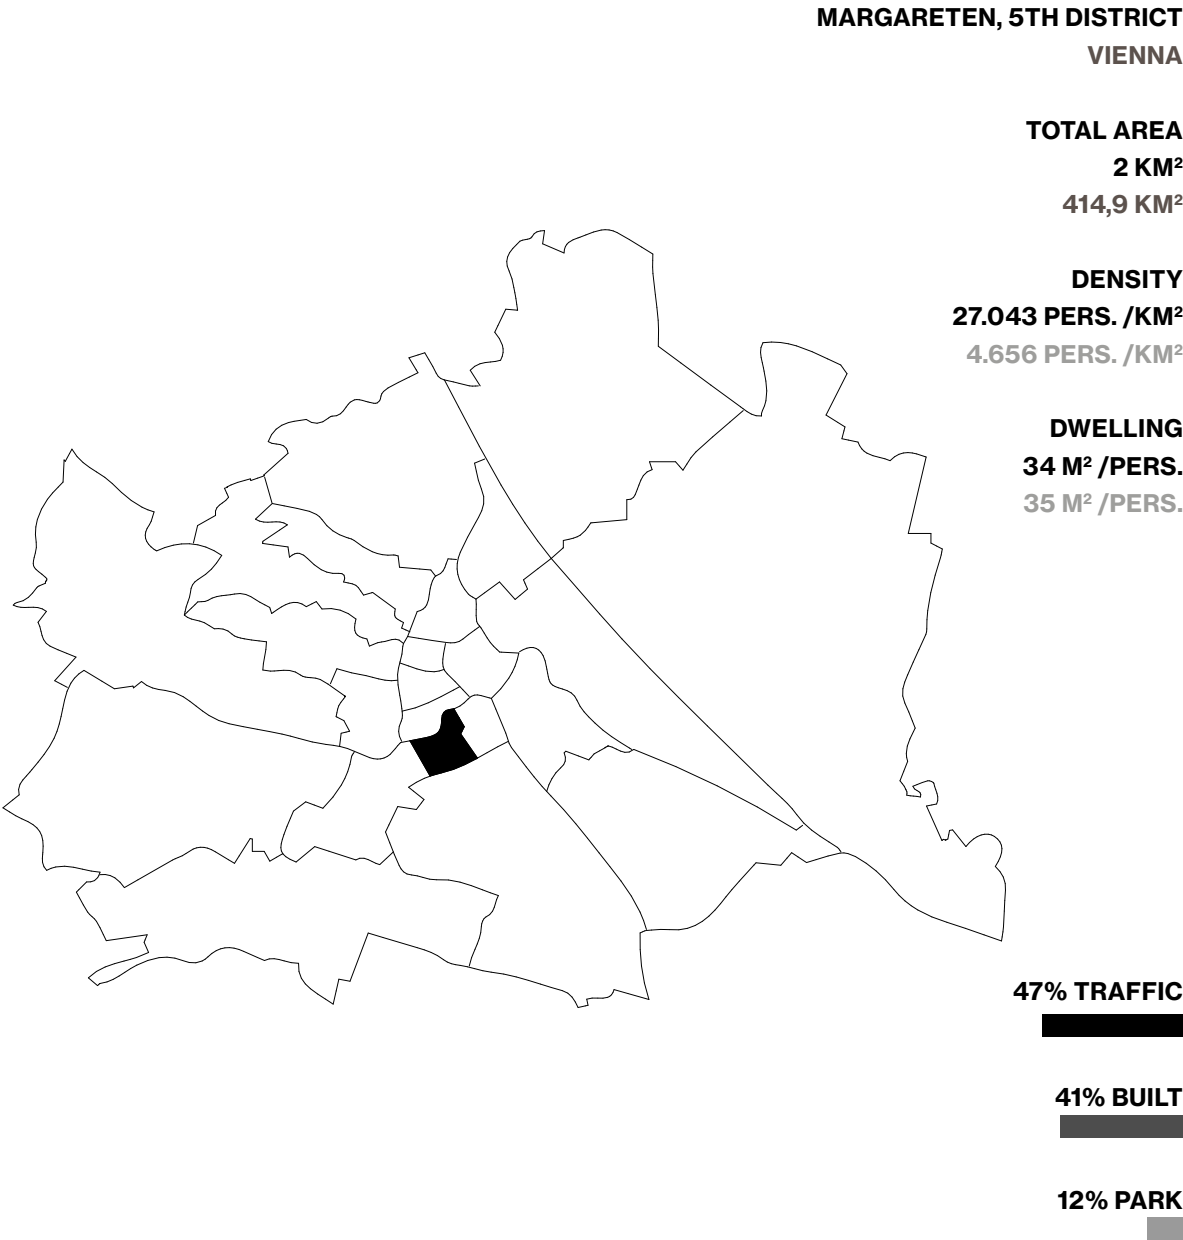 MARGARETEN, 5TH DISTRICT
VIENNA
TOTAL AREA
2 KM²
414,9 KM²
DENSITY
27.043 PERS. /KM²
4.656 PERS. /KM²
DWELLING
34 M² /PERS.
35 M² /PERS.
47% TRAFFIC
41% BUILT
12% PARK